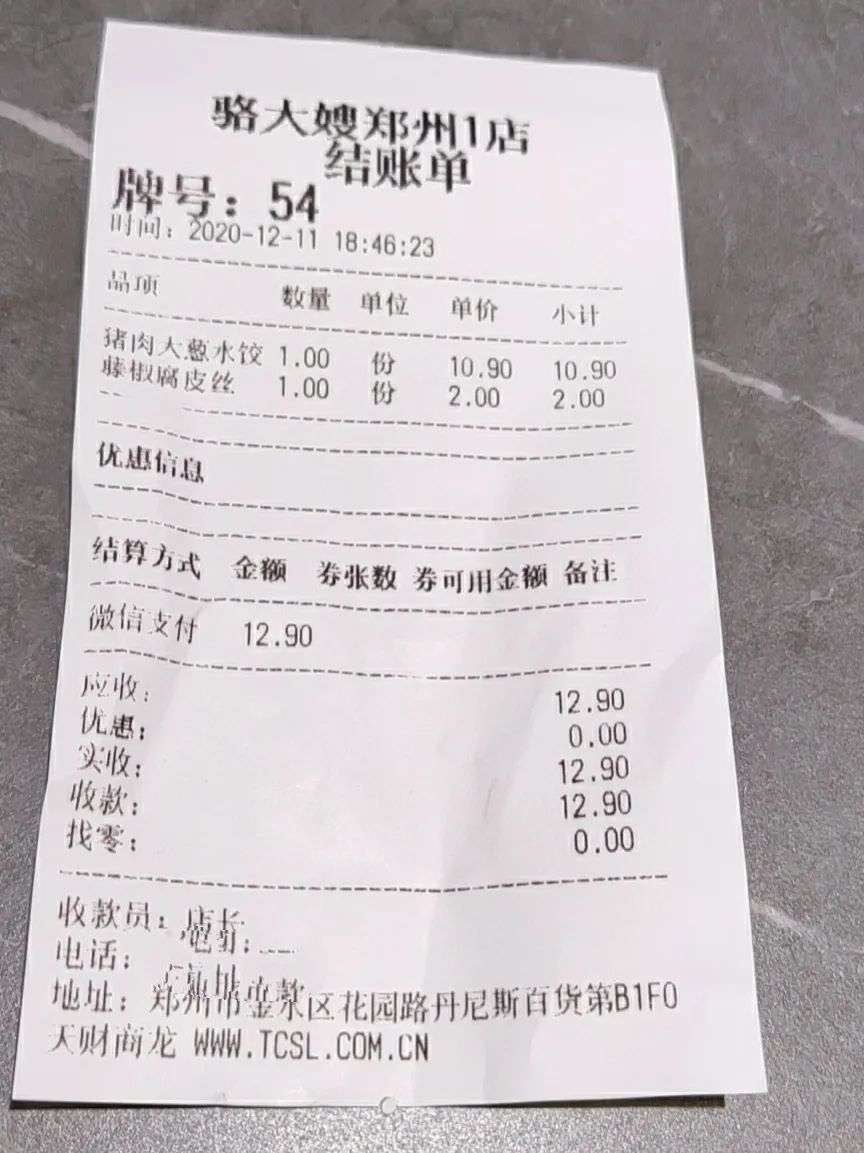 骆大嫂郑州1店
结账单
牌号：54
时间：2020-12-11 18:46:23
品项 数量 单位 单价 小计
猪肉大葱水饺 1.00 份 10.90 10.90
藤椒腐皮丝 1.00 份 2.00 2.00
优惠信息
结算方式 金额 券张数 券可用金额 备注
微信支付 12.90
应收： 12.90
优惠： 0.00
实收： 12.90
收款： 12.90
找零： 0.00
收款员：店长
电话：
地址：郑州市金水区花园路丹尼斯百货第B1F0
天财商龙 WWW.TCSL.COM.CN